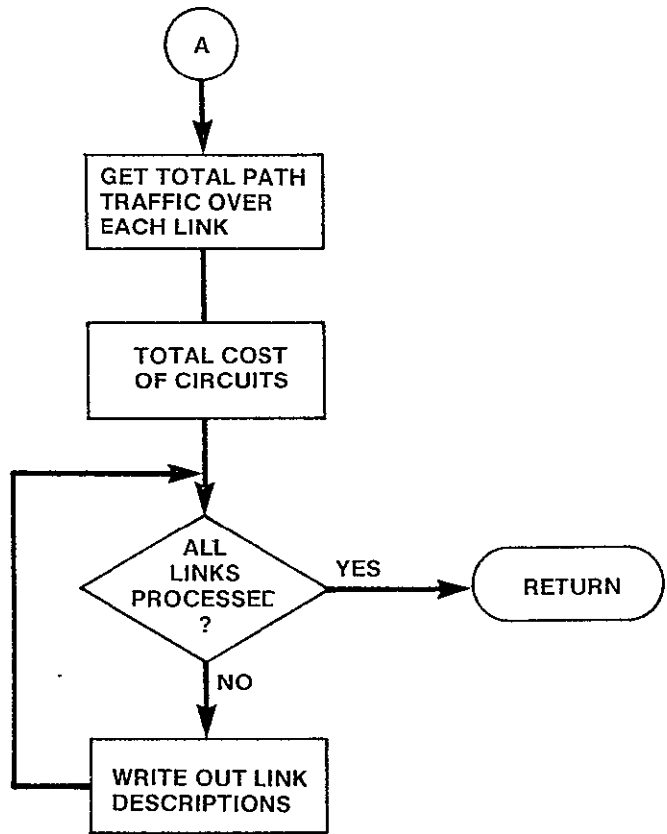 A
GET TOTAL PATH
TRAFFIC OVER
EACH LINK
TOTAL COST
OF CIRCUITS
ALL
LINKS
PROCESSED
?
YES
RETURN
NO
WRITE OUT LINK
DESCRIPTIONS